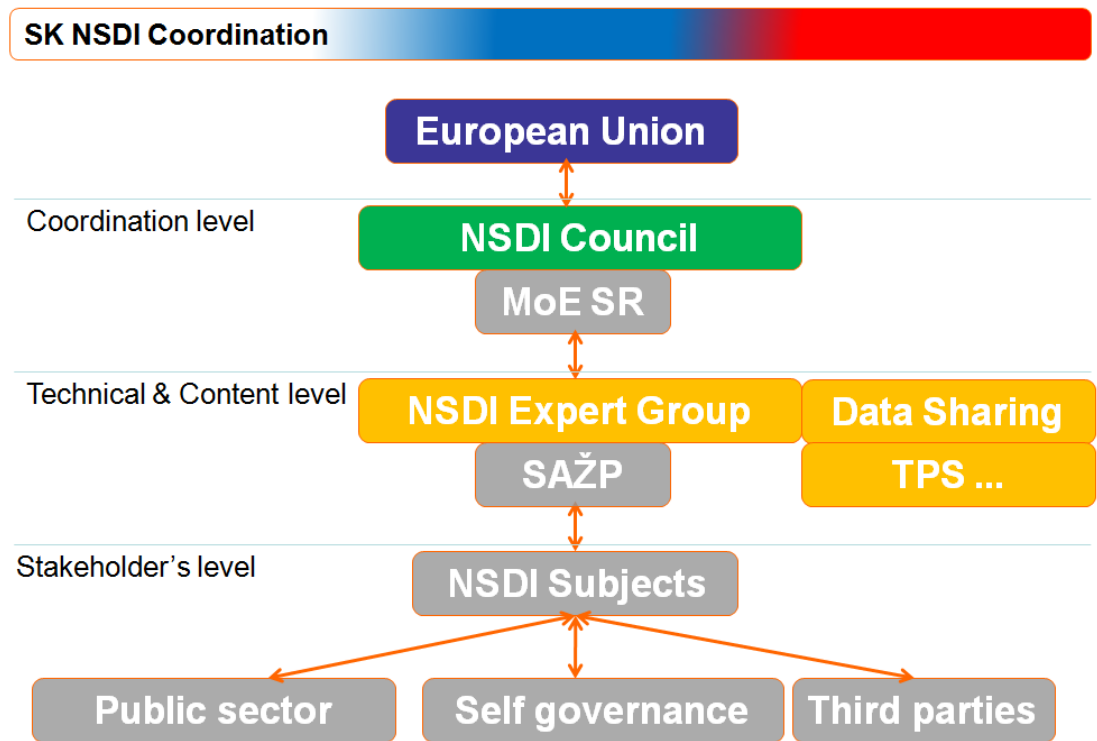 SK NSDI Coordination
European Union
Coordination level
NSDI Council
MoE SR
Technical & Content level
NSDI Expert Group
Data Sharing
SAŽP
TPS ...
Stakeholder’s level
NSDI Subjects
Public sector
Self governance
Third parties